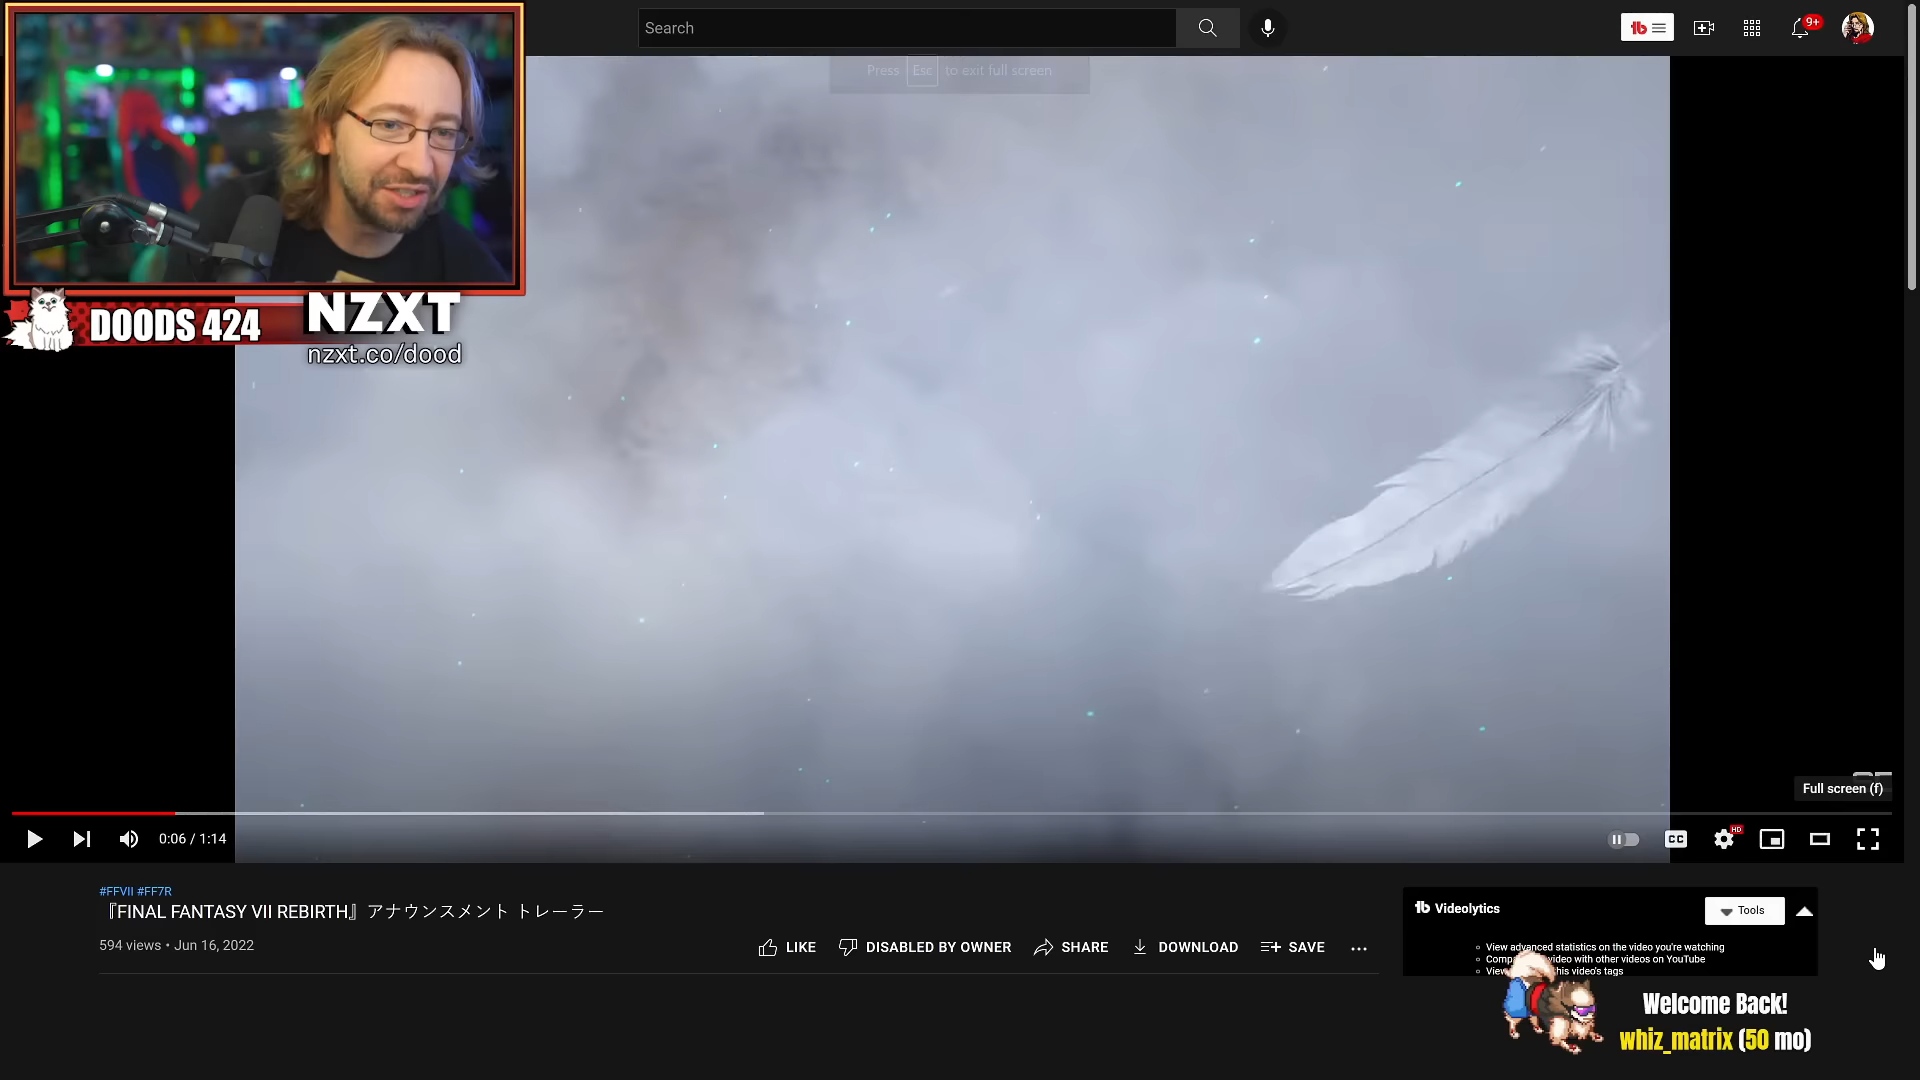 Search
9+
Press Esc to exit full screen
DOODS 424
NZXT
nzxt.co/dood
Full screen (f)
0:06 / 1:14
CC
HD
#FFVII #FF7R
『FINAL FANTASY VII REBIRTH』アナウンスメント トレーラー
594 views • Jun 16, 2022
LIKE
DISABLED BY OWNER
SHARE
DOWNLOAD
SAVE
Videolytics
Tools
View advanced statistics on the video you're watching
video with other videos on YouTube
this video's tags
Welcome Back!
whiz_matrix (50 mo)